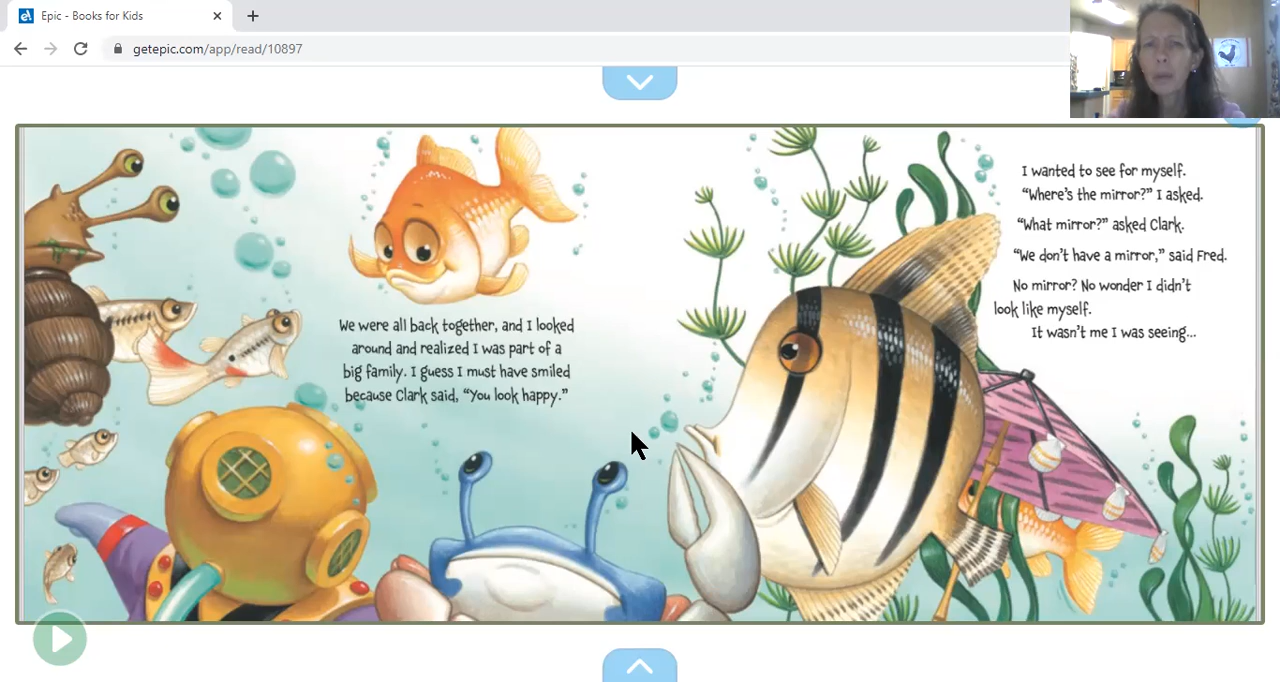 Epic - Books for Kids
getepic.com/app/read/10897
We were all back together, and I looked
around and realized I was part of a
big family. I guess I must have smiled
because Clark said, “You look happy.”
I wanted to see for myself.
“Where’s the mirror?” I asked.
“What mirror?” asked Clark.
“We don’t have a mirror,” said Fred.
No mirror? No wonder I didn’t
look like myself.
It wasn’t me I was seeing...